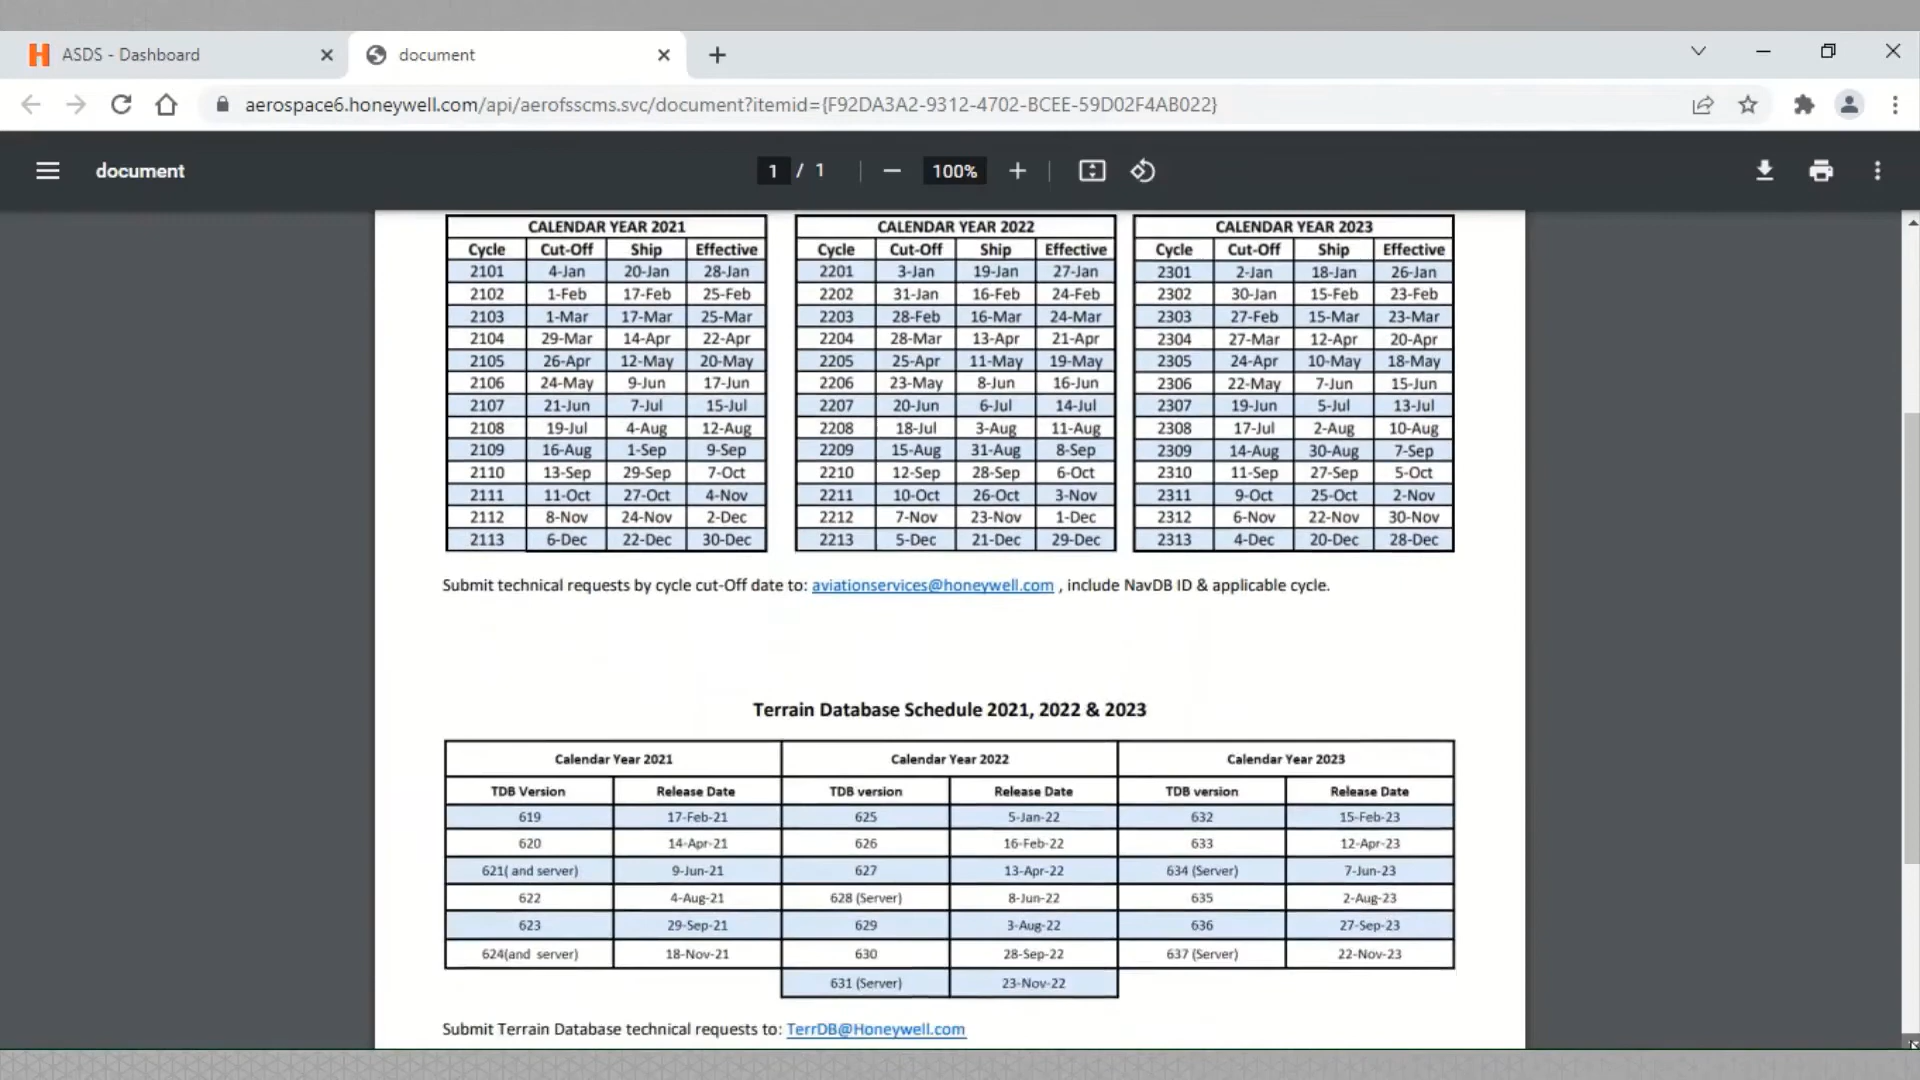 ASDS - Dashboard
document
aerospace6.honeywell.com/api/aerofsscms.svc/document?itemid={F92DA3A2-9312-4702-BCEE-59D02F4AB022}
document
1 / 1
100%
CALENDAR YEAR 2021 CALENDAR YEAR 2022 CALENDAR YEAR 2023
Cycle Cut-Off Ship Effective Cycle Cut-Off Ship Effective Cycle Cut-Off Ship Effective
2101 4-Jan 20-Jan 28-Jan 2201 3-Jan 19-Jan 27-Jan 2301 2-Jan 18-Jan 26-Jan
2102 1-Feb 17-Feb 25-Feb 2202 31-Jan 16-Feb 24-Feb 2302 30-Jan 15-Feb 23-Feb
2103 1-Mar 17-Mar 25-Mar 2203 28-Feb 16-Mar 24-Mar 2303 27-Feb 15-Mar 23-Mar
2104 29-Mar 14-Apr 22-Apr 2204 28-Mar 13-Apr 21-Apr 2304 27-Mar 12-Apr 20-Apr
2105 26-Apr 12-May 20-May 2205 25-Apr 11-May 19-May 2305 24-Apr 10-May 18-May
2106 24-May 9-Jun 17-Jun 2206 23-May 8-Jun 16-Jun 2306 22-May 7-Jun 15-Jun
2107 21-Jun 7-Jul 15-Jul 2207 20-Jun 6-Jul 14-Jul 2307 19-Jun 5-Jul 13-Jul
2108 19-Jul 4-Aug 12-Aug 2208 18-Jul 3-Aug 11-Aug 2308 17-Jul 2-Aug 10-Aug
2109 16-Aug 1-Sep 9-Sep 2209 15-Aug 31-Aug 8-Sep 2309 14-Aug 30-Aug 7-Sep
2110 13-Sep 29-Sep 7-Oct 2210 12-Sep 28-Sep 6-Oct 2310 11-Sep 27-Sep 5-Oct
2111 11-Oct 27-Oct 4-Nov 2211 10-Oct 26-Oct 3-Nov 2311 9-Oct 25-Oct 2-Nov
2112 8-Nov 24-Nov 2-Dec 2212 7-Nov 23-Nov 1-Dec 2312 6-Nov 22-Nov 30-Nov
2113 6-Dec 22-Dec 30-Dec 2213 5-Dec 21-Dec 29-Dec 2313 4-Dec 20-Dec 28-Dec
Submit technical requests by cycle cut-Off date to: aviationservices@honeywell.com , include NavDB ID & applicable cycle.
Terrain Database Schedule 2021, 2022 & 2023
Calendar Year 2021 Calendar Year 2022 Calendar Year 2023
TDB Version Release Date TDB version Release Date TDB version Release Date
619 17-Feb-21 625 5-Jan-22 632 15-Feb-23
620 14-Apr-21 626 16-Feb-22 633 12-Apr-23
621( and server) 9-Jun-21 627 13-Apr-22 634 (Server) 7-Jun-23
622 4-Aug-21 628 (Server) 8-Jun-22 635 2-Aug-23
623 29-Sep-21 629 3-Aug-22 636 27-Sep-23
624(and server) 18-Nov-21 630 28-Sep-22 637 (Server) 22-Nov-23
631 (Server) 23-Nov-22
Submit Terrain Database technical requests to: TerrDB@Honeywell.com